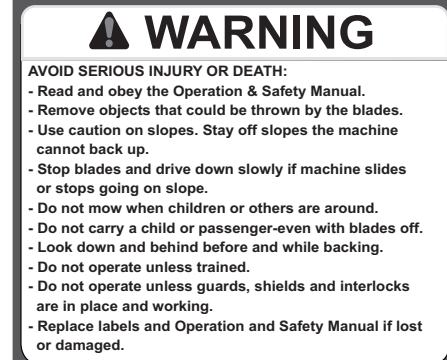 WARNING
AVOID SERIOUS INJURY OR DEATH:
- Read and obey the Operation & Safety Manual.
- Remove objects that could be thrown by the blades.
- Use caution on slopes. Stay off slopes the machine
cannot back up.
- Stop blades and drive down slowly if machine slides
or stops going on slope.
- Do not mow when children or others are around.
- Do not carry a child or passenger-even with blades off.
- Look down and behind before and while backing.
- Do not operate unless trained.
- Do not operate unless guards, shields and interlocks
are in place and working.
- Replace labels and Operation and Safety Manual if lost
or damaged.